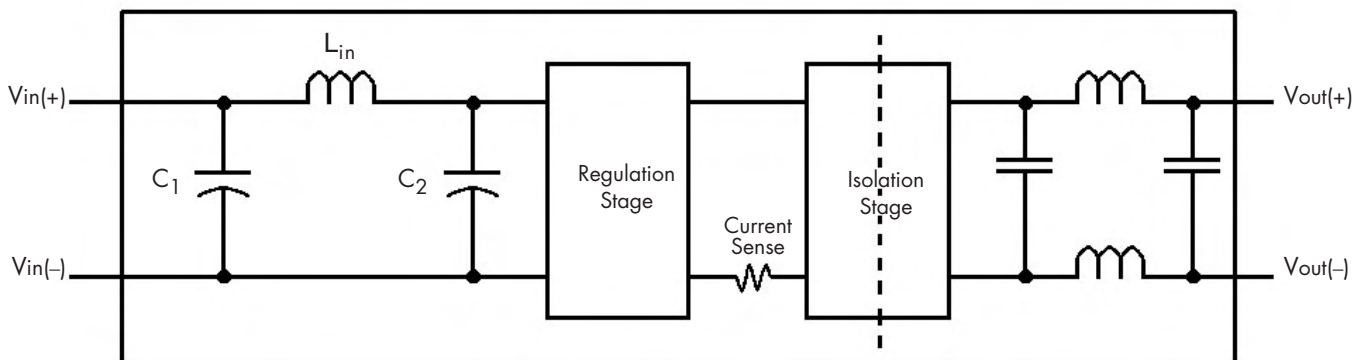 L_in
Vin(+)
Vout(+)
C_1
C_2
Regulation
Stage
Isolation
Stage
Current
Sense
Vin(–)
Vout(–)